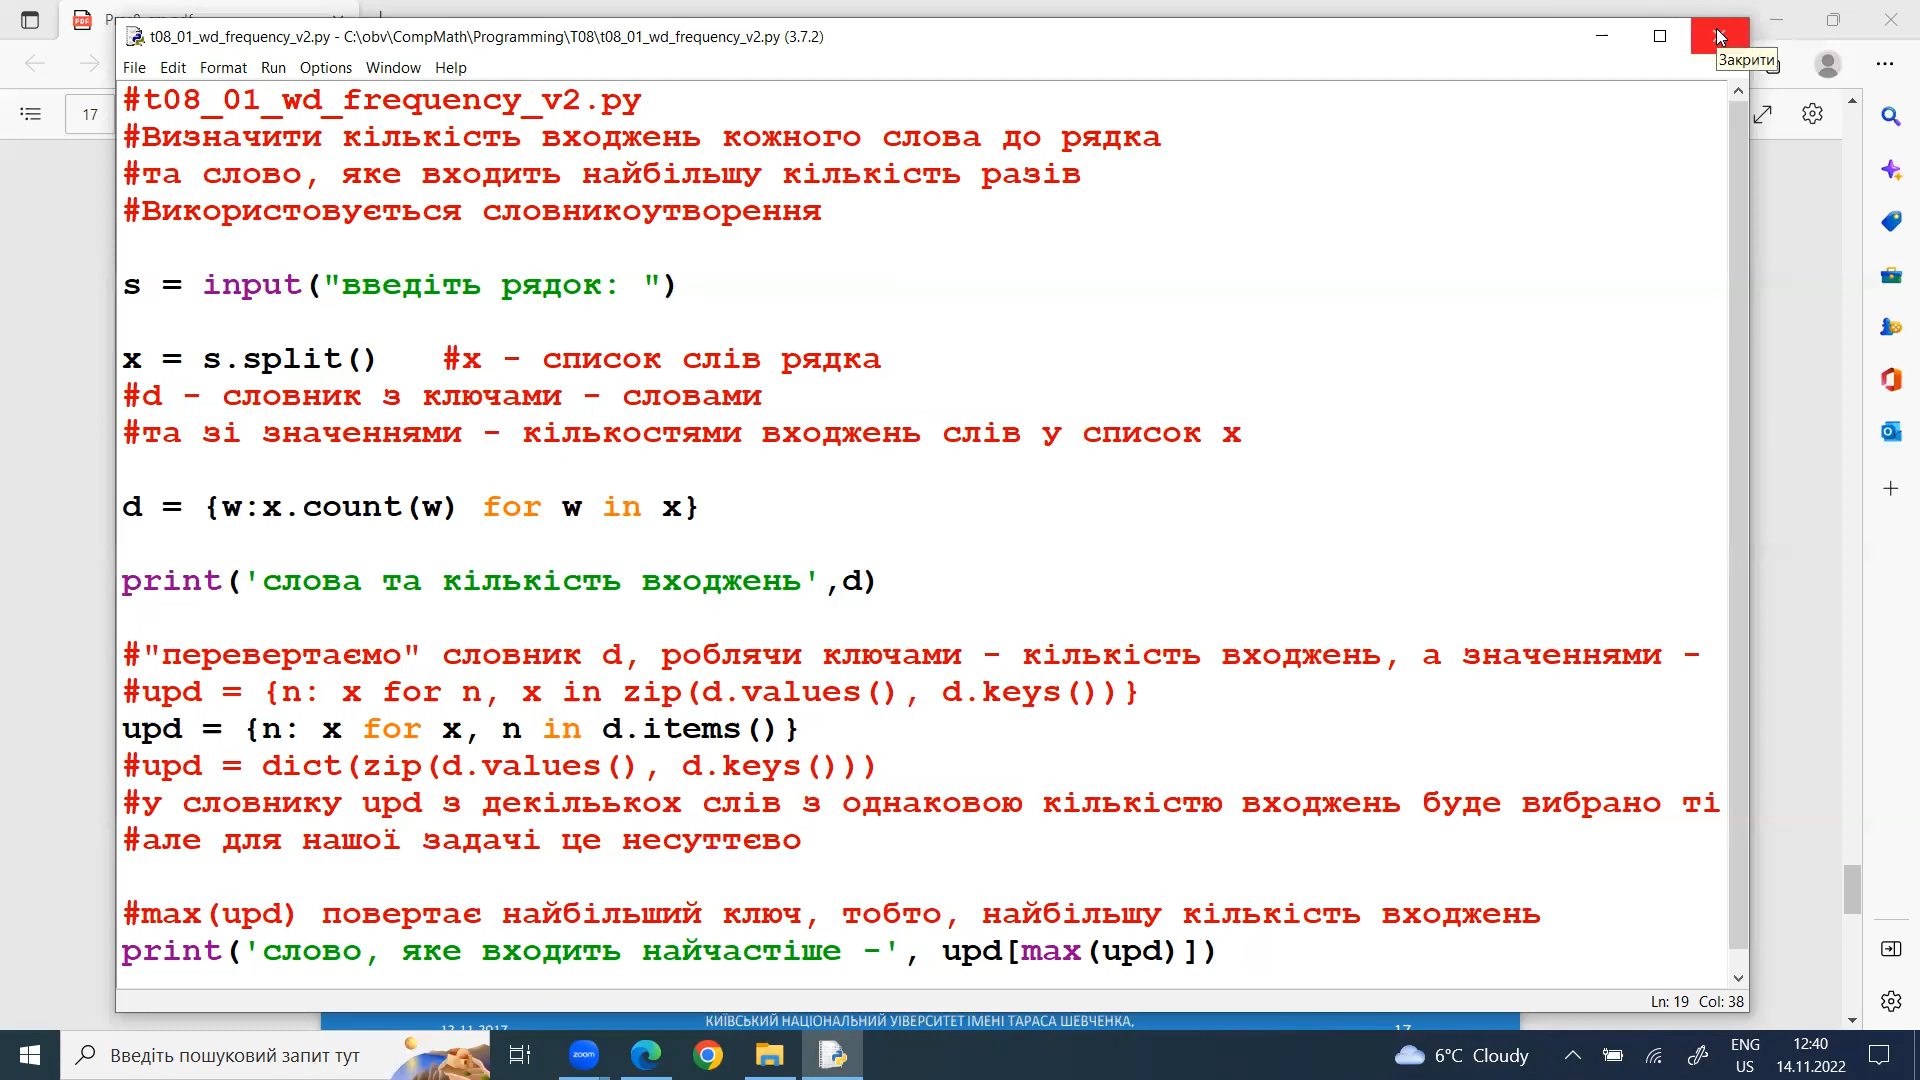 t08_01_wd_frequency_v2.py - C:\obv\CompMath\Programming\T08\t08_01_wd_frequency_v2.py (3.7.2)
Закрити
File Edit Format Run Options Window Help
17
#t08_01_wd_frequency_v2.py
#Визначити кількість входжень кожного слова до рядка
#та слово, яке входить найбільшу кількість разів
#Використовується словникоутворення
s = input("введіть рядок: ")
x = s.split() #x - список слів рядка
#d - словник з ключами - словами
#та зі значеннями - кількостями входжень слів у список x
d = {w:x.count(w) for w in x}
print('слова та кількість входжень',d)
#"перевертаємо" словник d, роблячи ключами - кількість входжень, а значеннями -
#upd = {n: x for n, x in zip(d.values(), d.keys())}
upd = {n: x for x, n in d.items()}
#upd = dict(zip(d.values(), d.keys()))
#у словнику upd з декількькох слів з однаковою кількістю входжень буде вибрано ті
#але для нашої задачі це несуттєво
#max(upd) повертає найбільший ключ, тобто, найбільшу кількість входжень
print('слово, яке входить найчастіше -', upd[max(upd)])
Ln: 19 Col: 38
КИЇВСЬКИЙ НАЦІОНАЛЬНИЙ УІВЕРСИТЕТ ІМЕНІ ТАРАСА ШЕВЧЕНКА,
Введіть пошуковий запит тут
zoom
6°C Cloudy
ENG
US
12:40
14.11.2022